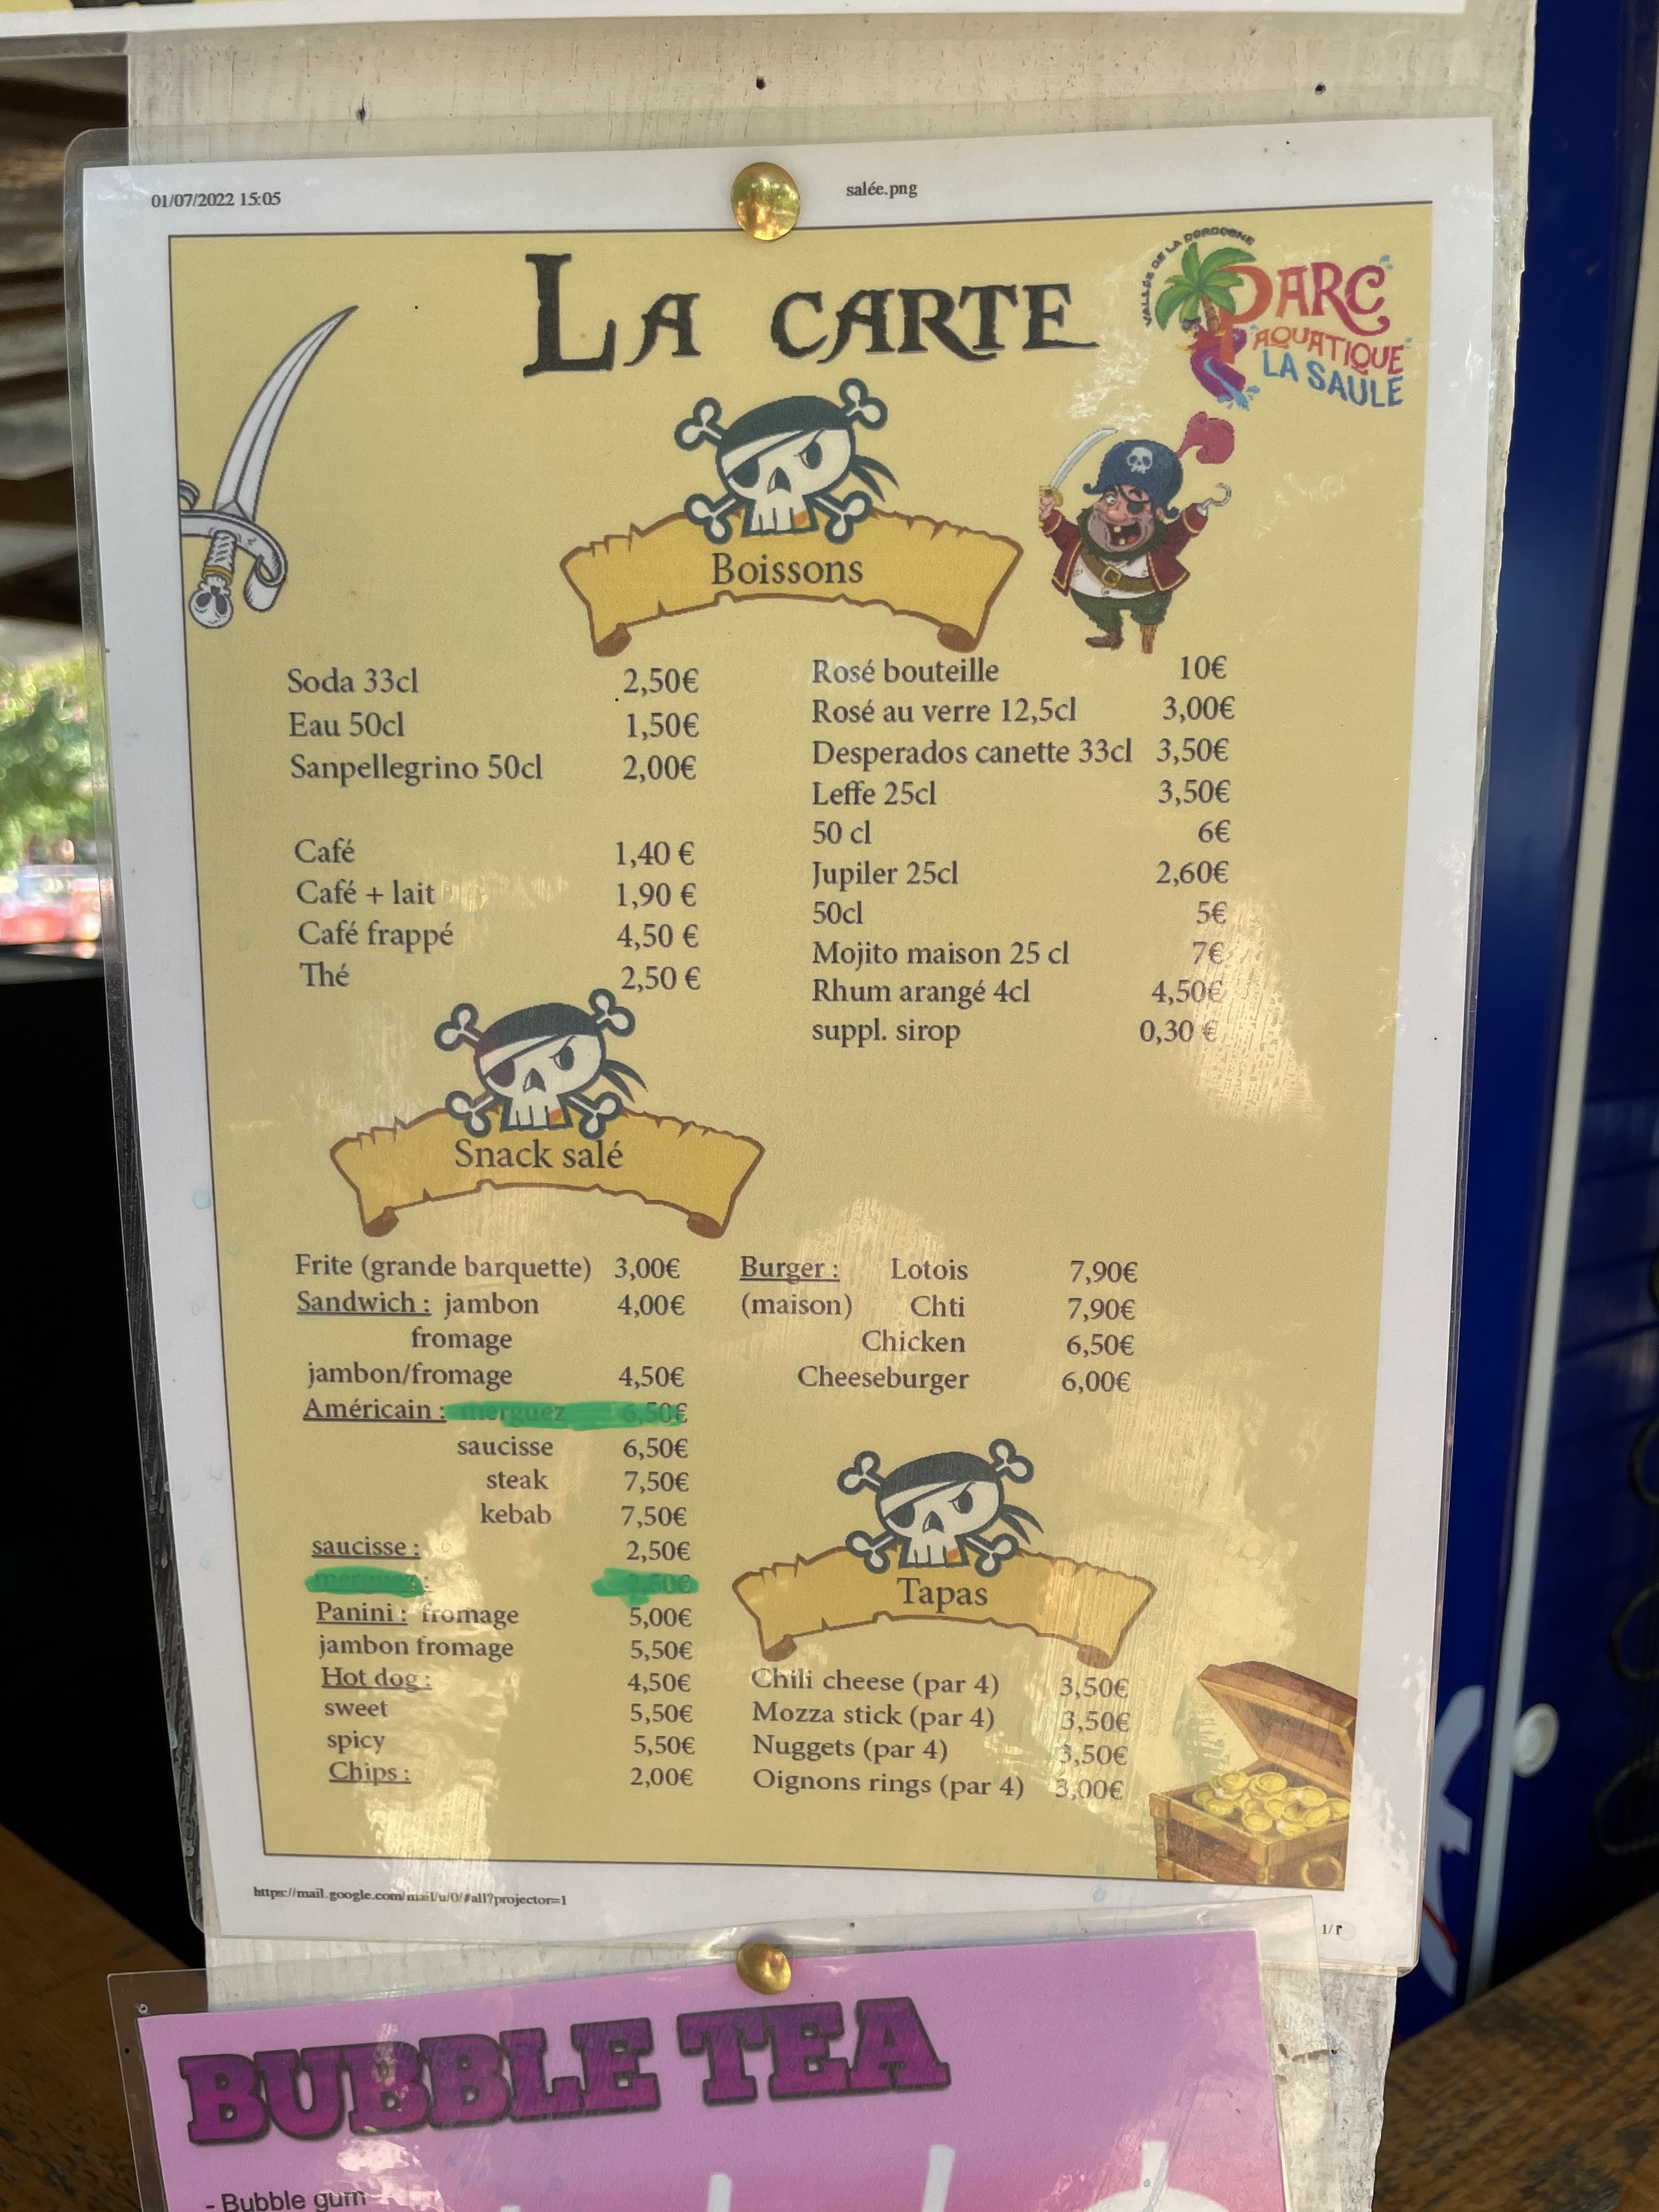 01/07/2022 15:05
salée.png
LA CARTE
VALLÉE DE LA DORDOGNE
PARC
AQUATIQUE
LA SAULE
Boissons
Soda 33cl 2,50€
Eau 50cl 1,50€
Sanpellegrino 50cl 2,00€
Café 1,40 €
Café + lait 1,90 €
Café frappé 4,50 €
Thé 2,50 €
Rosé bouteille 10€
Rosé au verre 12,5cl 3,00€
Desperados canette 33cl 3,50€
Leffe 25cl 3,50€
50 cl 6€
Jupiler 25cl 2,60€
50cl 5€
Mojito maison 25 cl 7€
Rhum arangé 4cl 4,50€
suppl. sirop 0,30 €
Snack salé
Frite (grande barquette) 3,00€
Sandwich : jambon 4,00€
fromage
jambon/fromage 4,50€
Américain : merguez 6,50€
saucisse 6,50€
steak 7,50€
kebab 7,50€
saucisse : 2,50€
merguez : 2,50€
Panini : fromage 5,00€
jambon fromage 5,50€
Hot dog : 4,50€
sweet 5,50€
spicy 5,50€
Chips : 2,00€
Burger : Lotois 7,90€
(maison) Chti 7,90€
Chicken 6,50€
Cheeseburger 6,00€
Tapas
Chili cheese (par 4) 3,50€
Mozza stick (par 4) 3,50€
Nuggets (par 4) 3,50€
Oignons rings (par 4) 3,00€
https://mail.google.com/mail/u/0/#all?projector=1
1/1
BUBBLE TEA
- Bubble gum